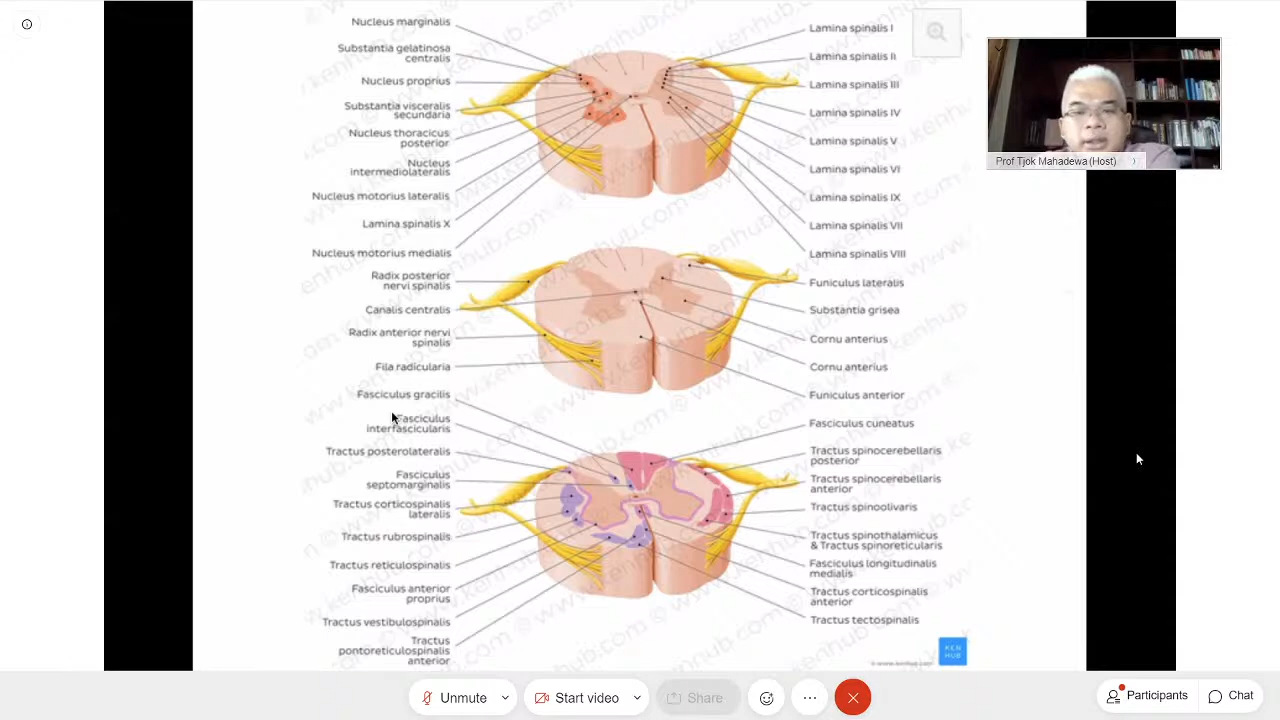 Nucleus marginalis
Substantia gelatinosa
centralis
Nucleus proprius
Substantia visceralis
secundaria
Nucleus thoracicus
posterior
Nucleus
intermediolateralis
Nucleus motorius lateralis
Lamina spinalis X
Nucleus motorius medialis
Lamina spinalis I
Lamina spinalis II
Lamina spinalis III
Lamina spinalis IV
Lamina spinalis V
Lamina spinalis VI
Lamina spinalis IX
Lamina spinalis VII
Lamina spinalis VIII
Radix posterior
nervi spinalis
Canalis centralis
Radix anterior nervi
spinalis
Fila radicularia
Funiculus lateralis
Substantia grisea
Cornu anterius
Cornu anterius
Funiculus anterior
Fasciculus gracilis
Fasciculus
interfascicularis
Tractus posterolateralis
Fasciculus
septomarginalis
Tractus corticospinalis
lateralis
Tractus rubrospinalis
Tractus reticulospinalis
Fasciculus anterior
proprius
Tractus vestibulospinalis
Tractus
pontoreticulospinalis
anterior
Fasciculus cuneatus
Tractus spinocerebellaris
posterior
Tractus spinocerebellaris
anterior
Tractus spinoolivaris
Tractus spinothalamicus
& Tractus spinoreticularis
Fasciculus longitudinalis
medialis
Tractus corticospinalis
anterior
Tractus tectospinalis
KEN
HUB
© www.kenhub.com
Prof Tjok Mahadewa (Host)
Unmute
Start video
Share
Participants
Chat